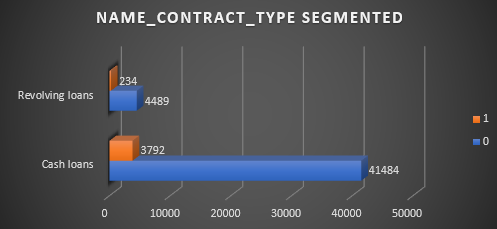 NAME_CONTRACT_TYPE SEGMENTED
Revolving loans
234
4489
Cash loans
3792
41484
1
0
0 10000 20000 30000 40000 50000